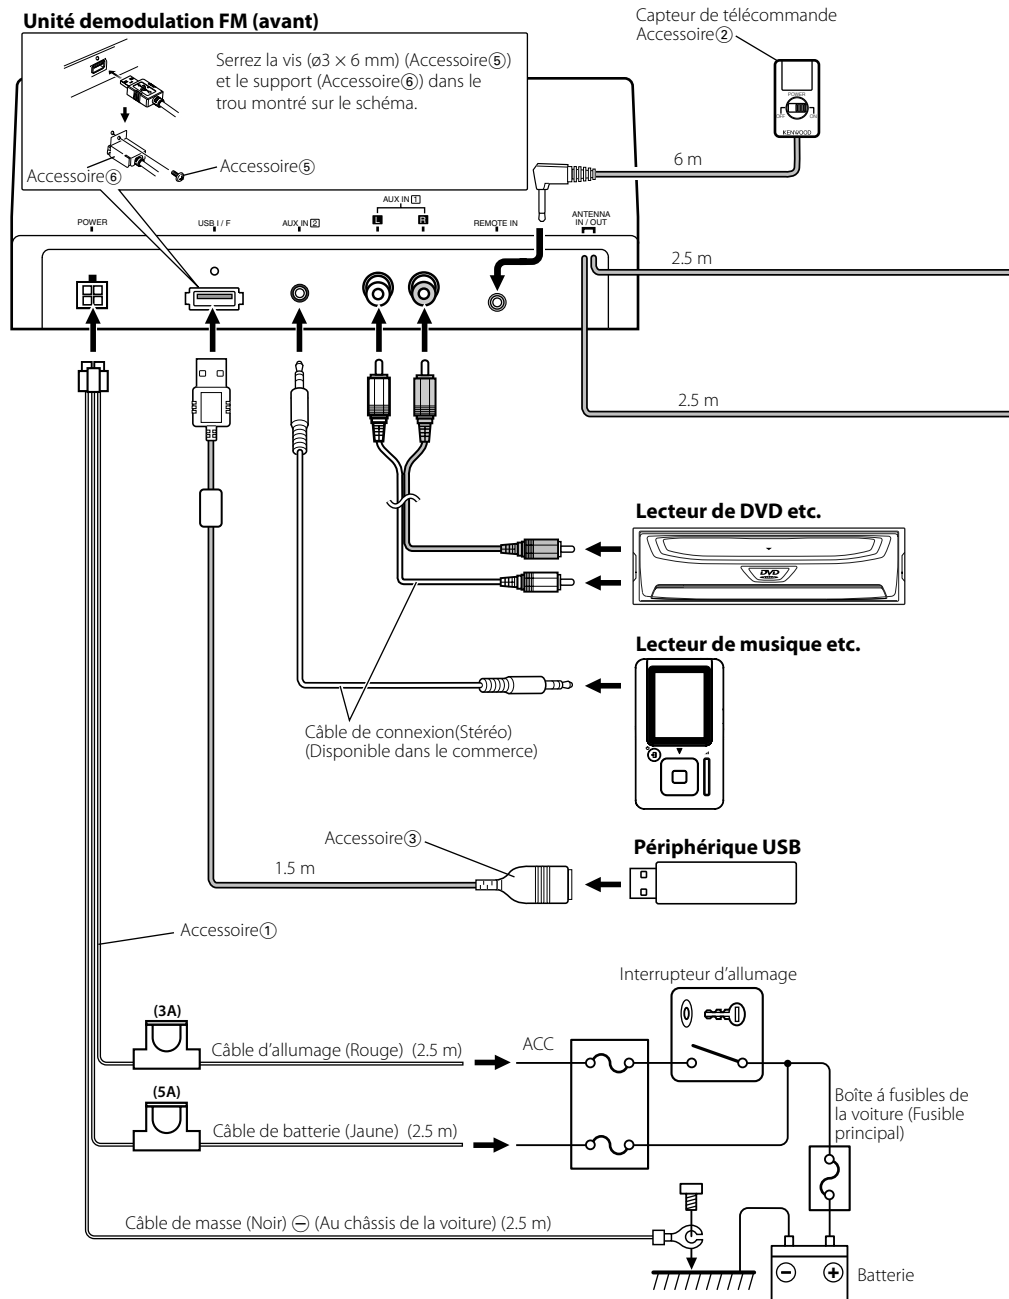 Unité demodulation FM (avant)
Serrez la vis (ø3 × 6 mm) (Accessoire⑤)
et le support (Accessoire⑥) dans le
trou montré sur le schéma.
Accessoire⑤
Accessoire⑥
Capteur de télécommande
Accessoire②
POWER
OFF
ON
KENWOOD
6 m
POWER
USB I / F
AUX IN 2
AUX IN 1
L
R
REMOTE IN
ANTENNA
IN / OUT
2.5 m
2.5 m
Lecteur de DVD etc.
DVD
Lecteur de musique etc.
Câble de connexion(Stéréo)
(Disponible dans le commerce)
Accessoire③
1.5 m
Périphérique USB
Accessoire①
Interrupteur d’allumage
(3A)
Câble d’allumage (Rouge) (2.5 m)
ACC
(5A)
Câble de batterie (Jaune) (2.5 m)
Boîte á fusibles de
la voiture (Fusible
principal)
Câble de masse (Noir) ⊖ (Au châssis de la voiture) (2.5 m)
⊖
⊕
Batterie